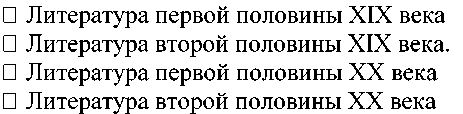 □ Литература первой половины XIX века
□ Литература второй половины XIX века.
□ Литература первой половины XX века
□ Литература второй половины XX века